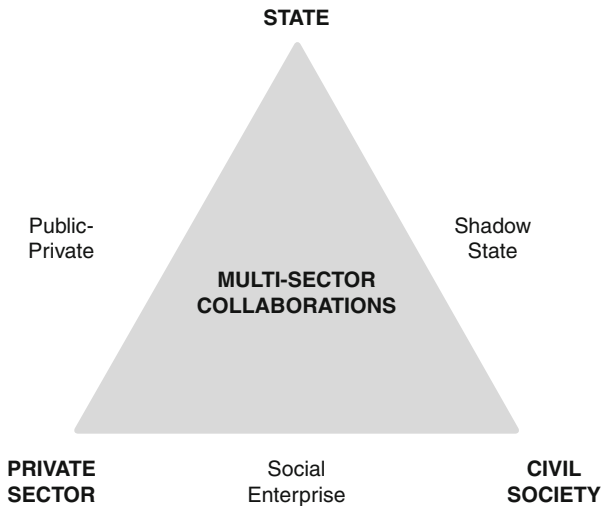 STATE
Public-
Private
Shadow
State
MULTI-SECTOR
COLLABORATIONS
PRIVATE
SECTOR
Social
Enterprise
CIVIL
SOCIETY